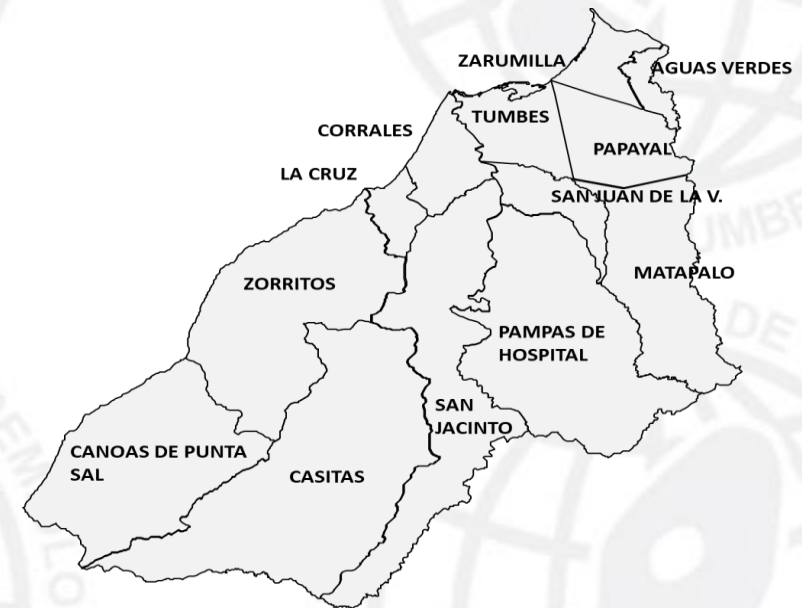 ZARUMILLA
AGUAS VERDES
TUMBES
CORRALES
PAPAYAL
LA CRUZ
SAN JUAN DE LA V.
MATAPALO
ZORRITOS
PAMPAS DE
HOSPITAL
SAN
JACINTO
CANOAS DE PUNTA
SAL
CASITAS